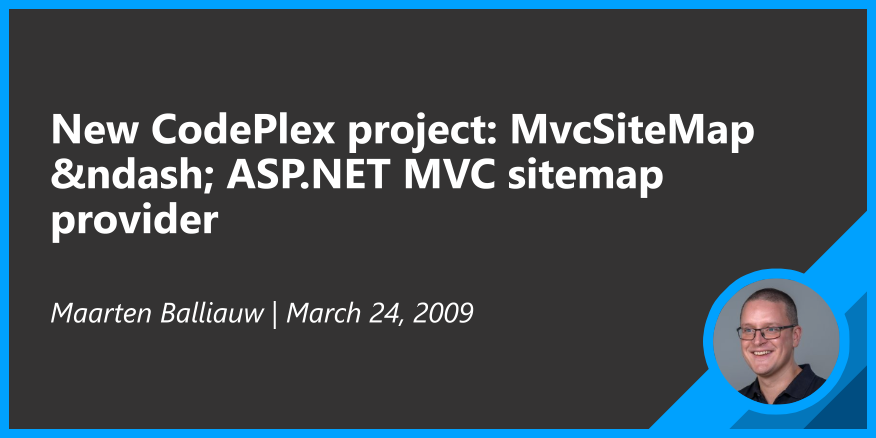 New CodePlex project: MvcSiteMap
&ndash; ASP.NET MVC sitemap
provider
Maarten Balliauw | March 24, 2009